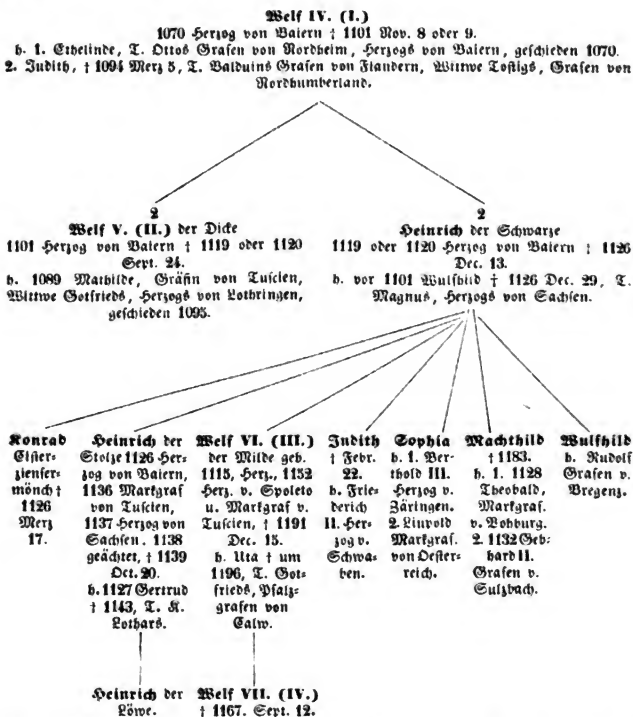 Welf IV. (I.)
1070 Herzog von Baiern † 1101 Nov. 8 oder 9.
h. 1. Ethelinde, T. Ottos Grafen von Nordheim, Herzogs von Baiern, geschieden 1070.
2. Judith, † 1094 Merz 5, T. Balduins Grafen von Flandern, Wittwe Tostigs, Grafen von
Nordhumberland.
2
Welf V. (II.) der Dicke
1101 Herzog von Baiern † 1119 oder 1120
Sept. 24.
h. 1089 Mathilde, Gräfin von Tuscien,
Wittwe Gotfrieds, Herzogs von Lothringen,
geschieden 1095.
2
Heinrich der Schwarze
1119 oder 1120 Herzog von Baiern † 1126
Dec. 13.
h. vor 1101 Wulfhild † 1126 Dec. 29, T.
Magnus, Herzogs von Sachsen.
Konrad
Cister-
zienser-
mönch †
1126
Merz
17.
Heinrich der
Stolze 1126 Her-
zog von Baiern,
1136 Markgraf
von Tuscien,
1137 Herzog von
Sachsen. 1138
geächtet, † 1139
Oct. 20.
h. 1127 Gertrud
† 1143, T. K.
Lothars.
Welf VI. (III.)
der Milde geb.
1115, Herz., 1152
Herz. v. Spoleto
u. Markgraf v.
Tuscien, † 1191
Dec. 15.
h. Uta † um
1196, T. Got-
frieds, Pfalz-
grafen von
Calw.
Judith
† Febr.
22.
h. Frie-
derich
II. Her-
zog v.
Schwa-
ben.
Sophia
h. 1. Ber-
thold III.
Herzog v.
Züringen.
2. Liupold
Markgraf.
von Oester-
reich.
Machthild
† 1183.
h. 1. 1128
Theobald,
Markgraf.
v. Vohburg.
2. 1132 Geb-
hard II.
Grafen v.
Sulzbach.
Wulfhild
h. Rudolf
Grafen v.
Bregenz.
Heinrich der
Löwe.
Welf VII. (IV.)
† 1167. Sept. 12.